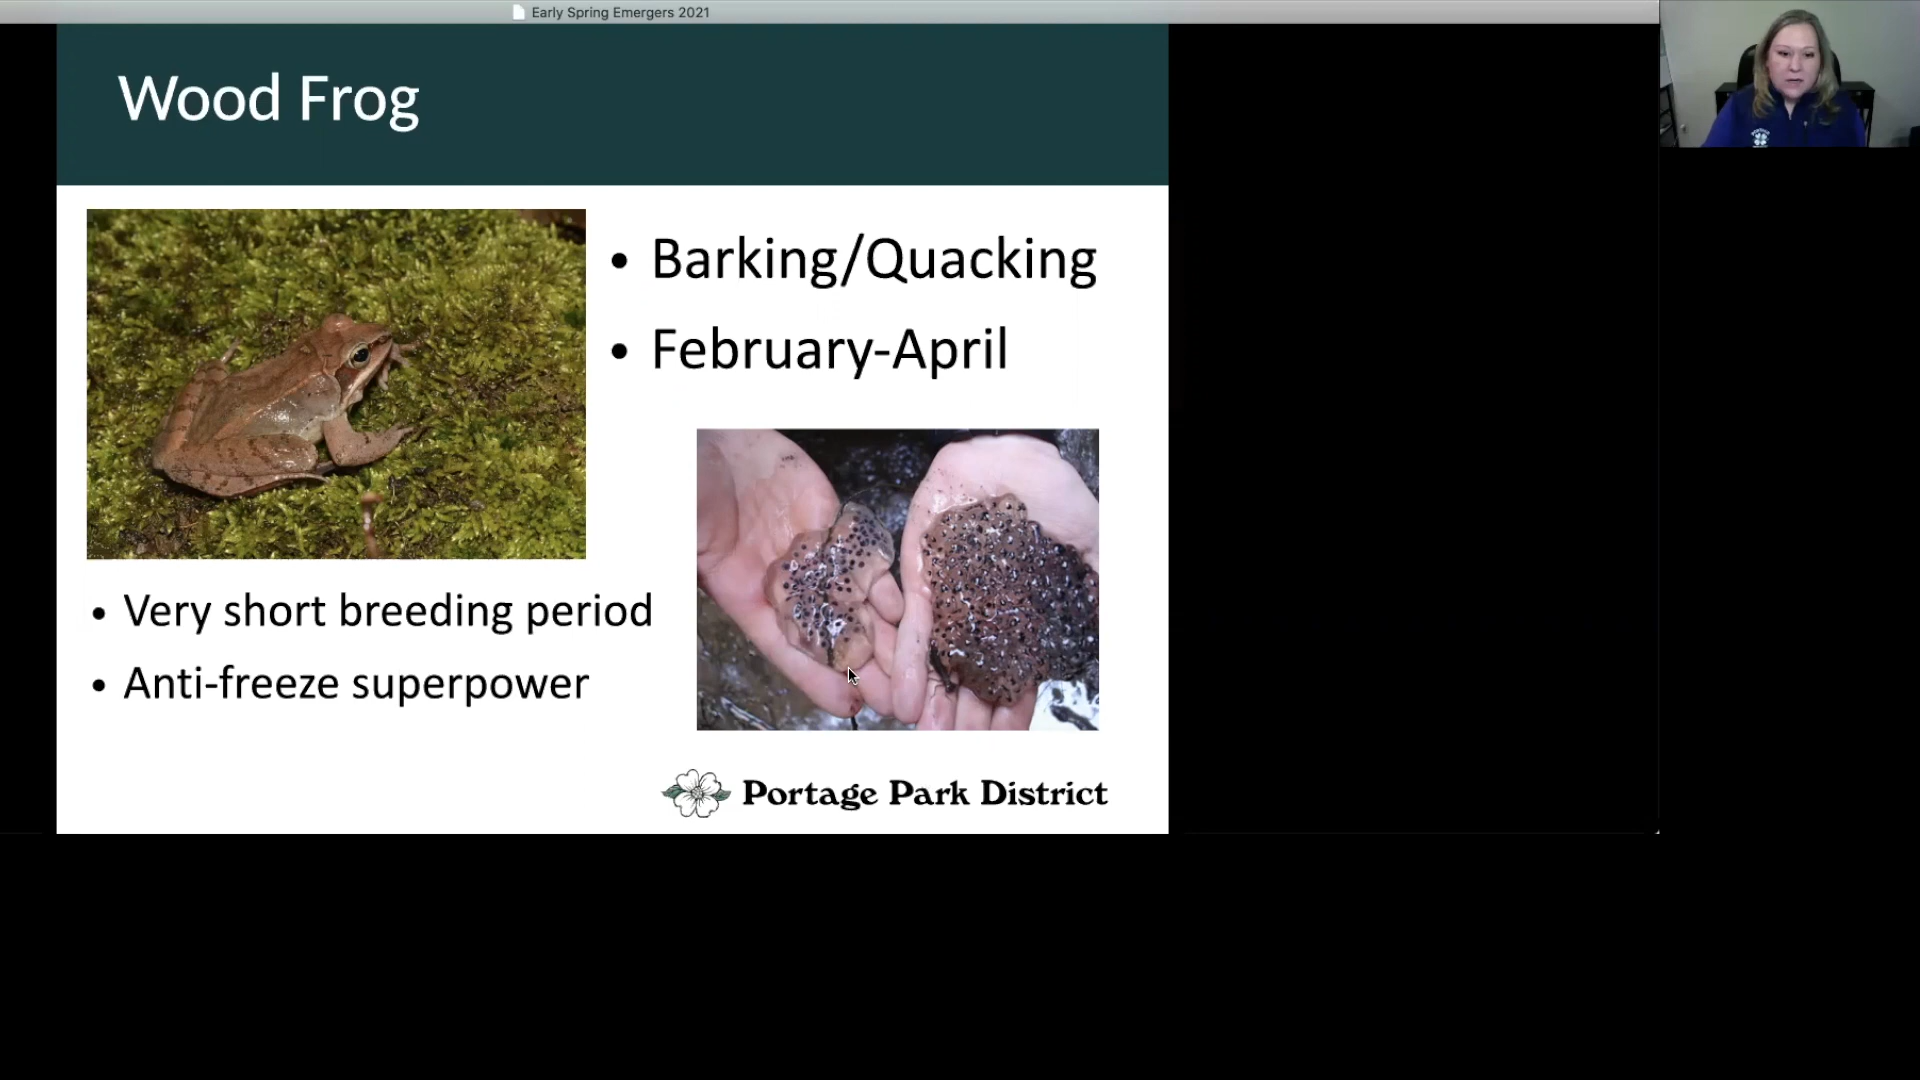 Early Spring Emergers 2021
Wood Frog
• Barking/Quacking
• February-April
• Very short breeding period
• Anti-freeze superpower
Portage Park District